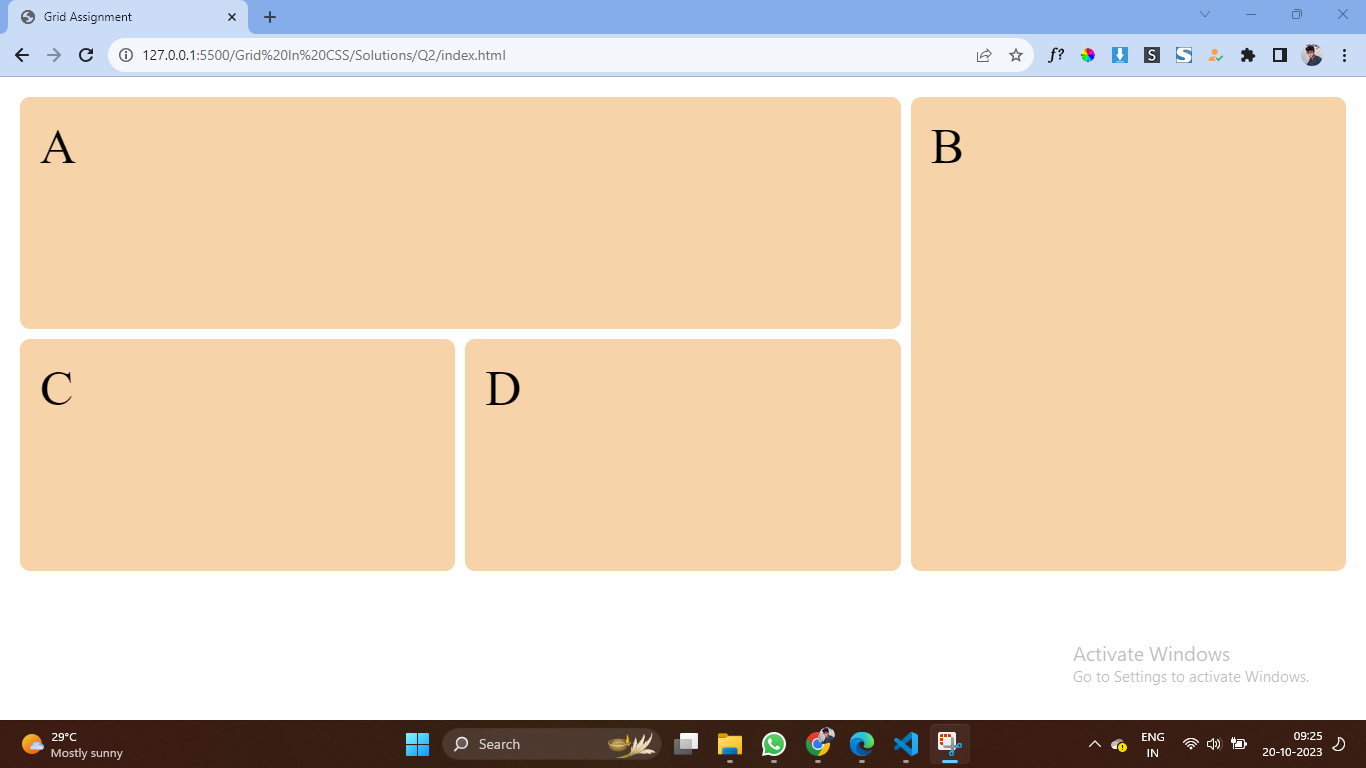 Grid Assignment
127.0.0.1:5500/Grid%20In%20CSS/Solutions/Q2/index.html
f?
S
S
A
B
C
D
Activate Windows
Go to Settings to activate Windows.
29°C
Mostly sunny
Search
ENG
IN
09:25
20-10-2023